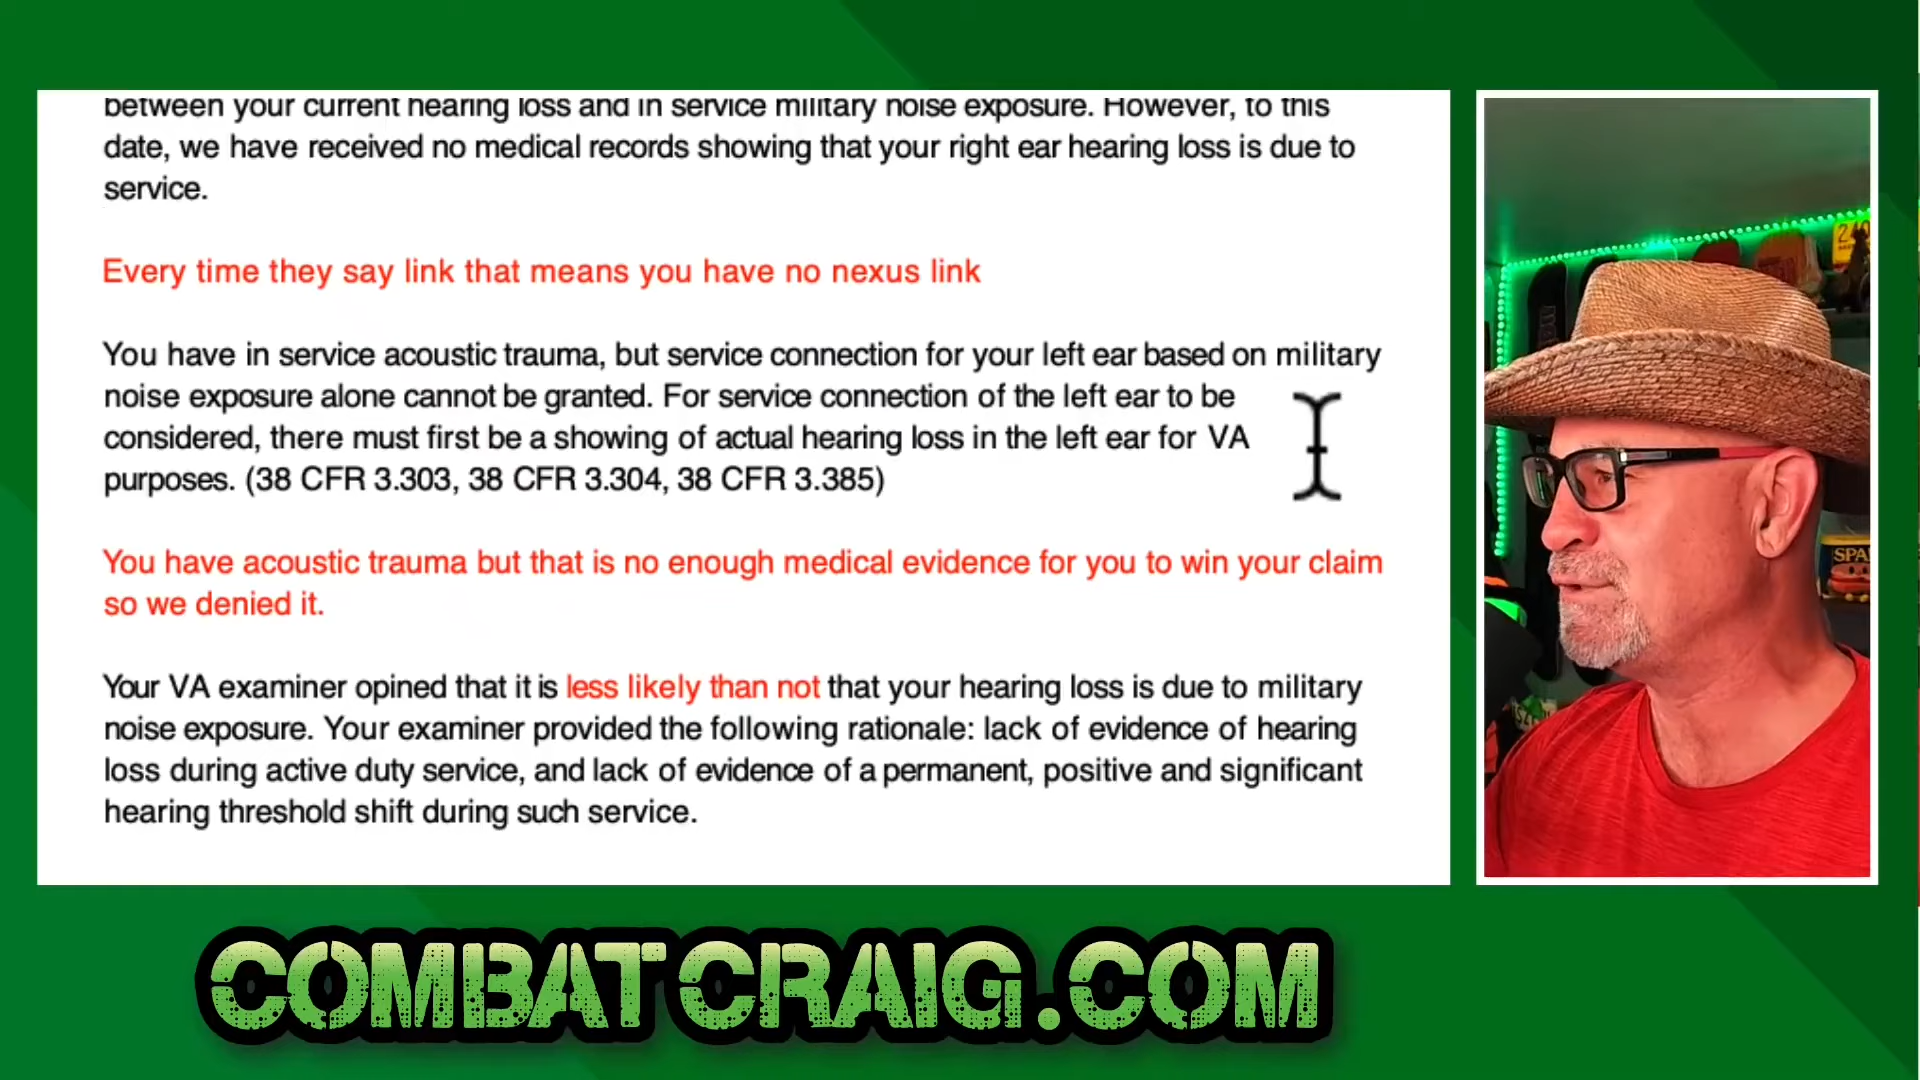 between your current hearing loss and in service military noise exposure. However, to this
date, we have received no medical records showing that your right ear hearing loss is due to
service.
Every time they say link that means you have no nexus link
You have in service acoustic trauma, but service connection for your left ear based on military
noise exposure alone cannot be granted. For service connection of the left ear to be
considered, there must first be a showing of actual hearing loss in the left ear for VA
purposes. (38 CFR 3.303, 38 CFR 3.304, 38 CFR 3.385)
You have acoustic trauma but that is no enough medical evidence for you to win your claim
so we denied it.
Your VA examiner opined that it is less likely than not that your hearing loss is due to military
noise exposure. Your examiner provided the following rationale: lack of evidence of hearing
loss during active duty service, and lack of evidence of a permanent, positive and significant
hearing threshold shift during such service.
COMBATCRAIG.COM